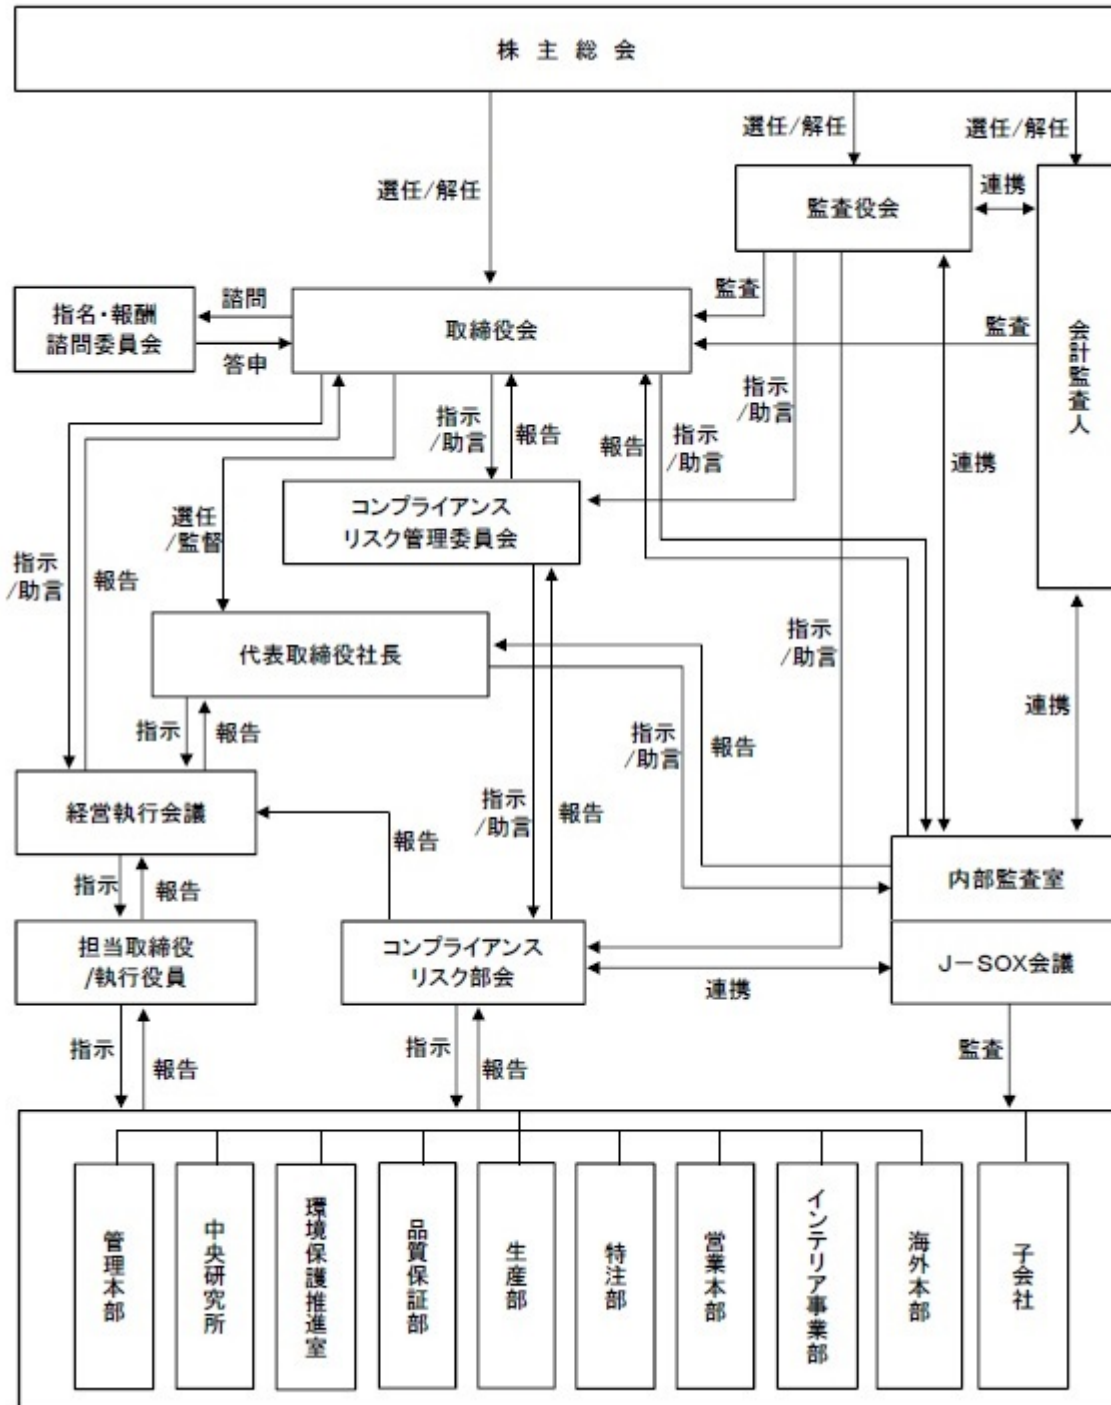 株主総会
選任/解任
選任/解任
選任/解任
監査役会
連携
会計監査人
指名・報酬
諮問委員会
諮問
答申
取締役会
監査
監査
指示
/助言
報告
指示
/助言
報告
指示
/助言
指示
/助言
連携
コンプライアンス
リスク管理委員会
選任
/監督
指示
/助言
報告
代表取締役社長
指示
/助言
連携
指示
報告
指示
/助言
報告
経営執行会議
指示
/助言
報告
報告
内部監査室
指示
報告
担当取締役
/執行役員
コンプライアンス
リスク部会
連携
J-SOX会議
指示
報告
指示
報告
監査
管理本部
中央研究所
環境保護推進室
品質保証部
生産部
特注部
営業本部
インテリア事業部
海外本部
子会社